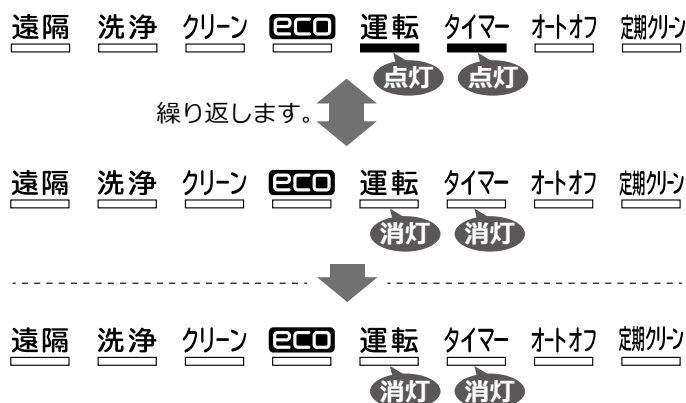 遠隔 洗浄 クリーン eco 運転 タイマー オートオフ 定期クリーン
点灯 点灯
繰り返します。
遠隔 洗浄 クリーン eco 運転 タイマー オートオフ 定期クリーン
消灯 消灯
遠隔 洗浄 クリーン eco 運転 タイマー オートオフ 定期クリーン
消灯 消灯